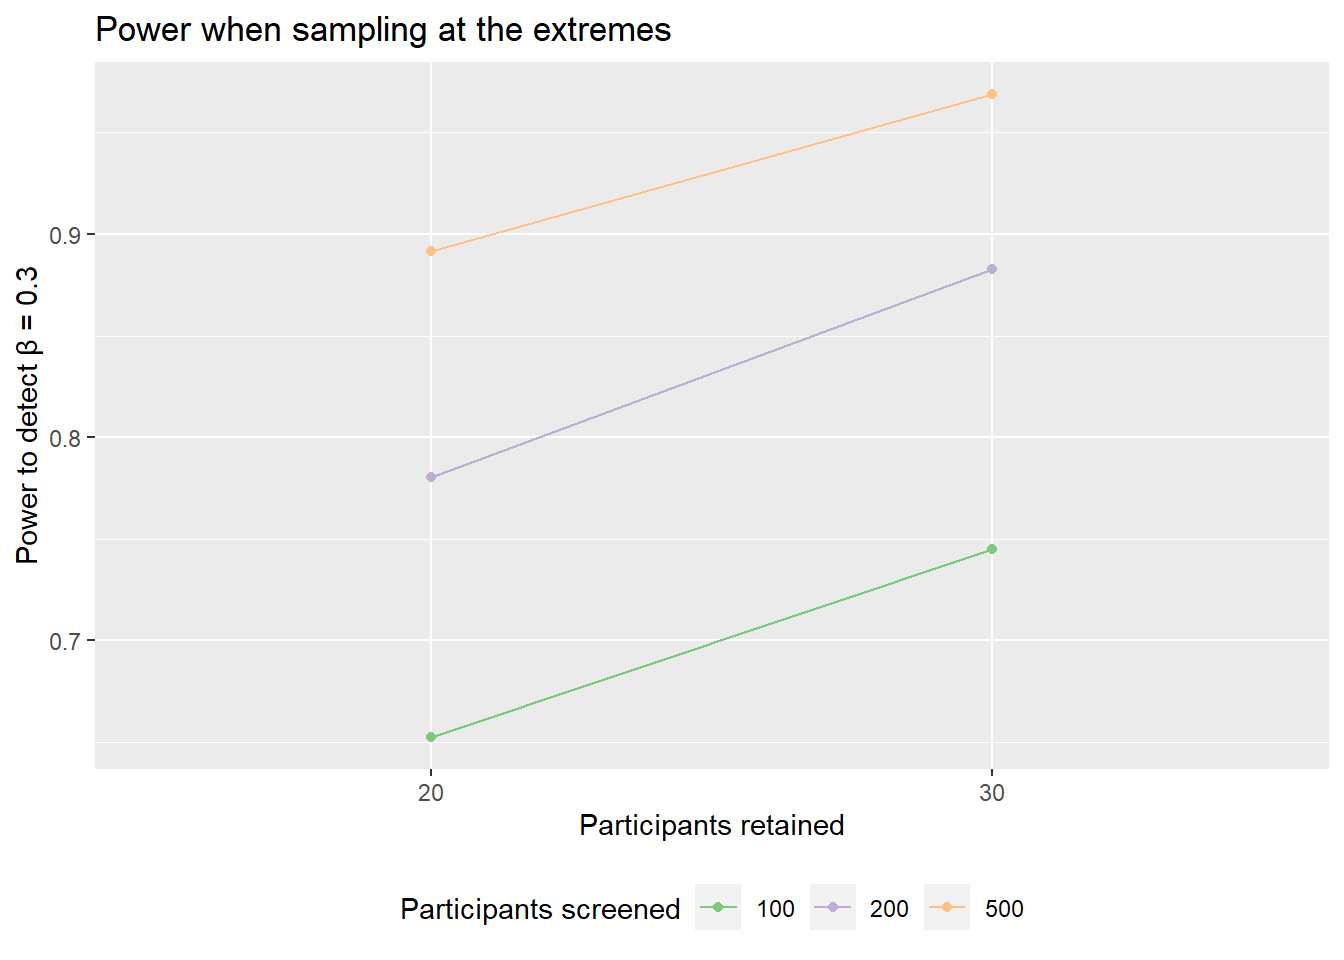 Power when sampling at the extremes
Power to detect β = 0.3
0.9
0.8
0.7
20 30
Participants retained
Participants screened 100 200 500